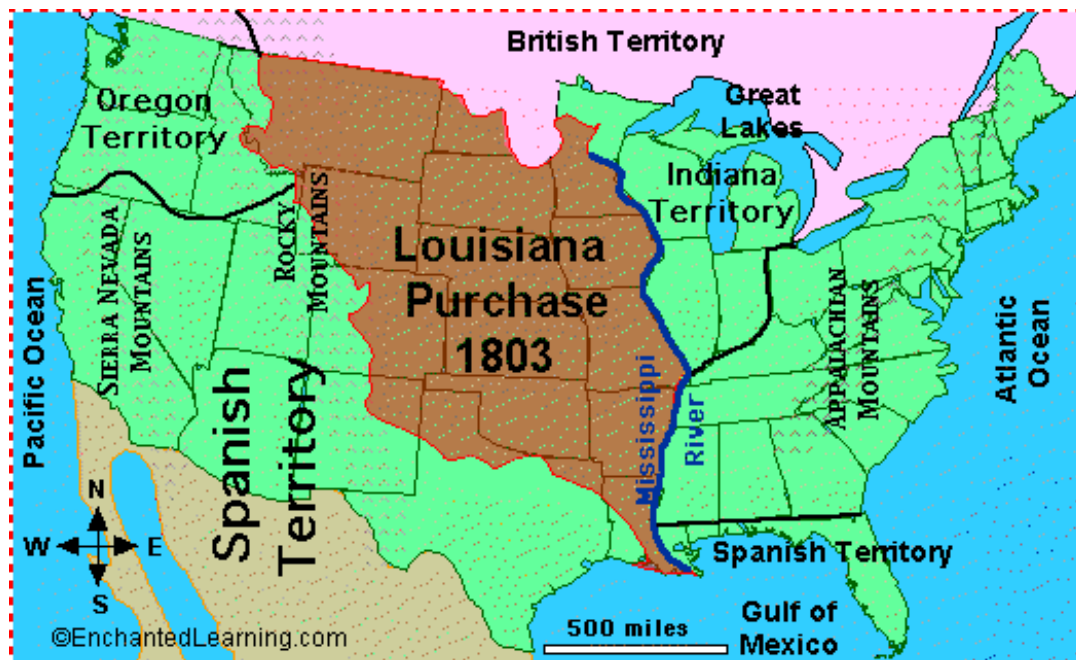 British Territory
Oregon
Territory
Great
Lakes
Indiana
Territory
SIERRA NEVADA
MOUNTAINS
ROCKY
MOUNTAINS
Louisiana
Purchase
1803
APPALACHIAN
MOUNTAINS
Pacific Ocean
Atlantic
Ocean
Spanish
Territory
Mississippi
River
N
W E
S
Spanish Territory
Gulf of
Mexico
500 miles
©EnchantedLearning.com